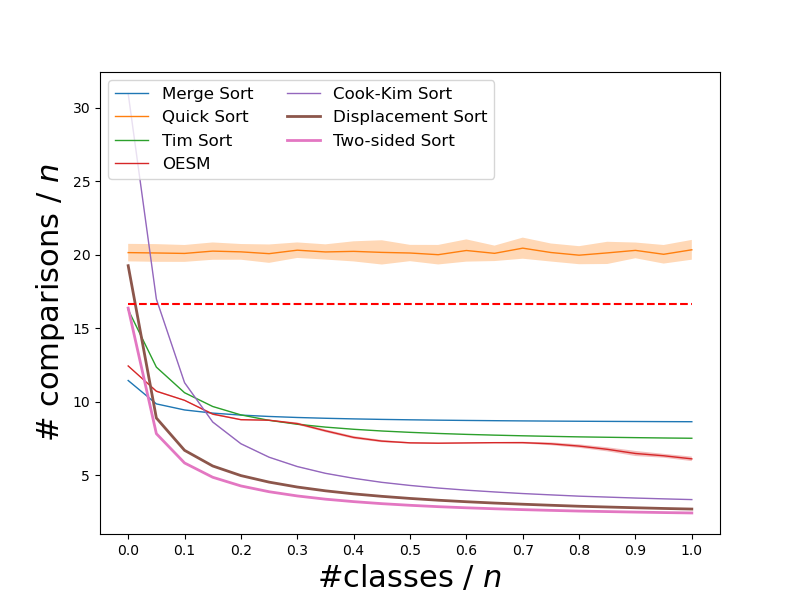 Merge Sort
Quick Sort
Tim Sort
OESM
Cook-Kim Sort
Displacement Sort
Two-sided Sort
# comparisons / n
30
25
20
15
10
5
0.0 0.1 0.2 0.3 0.4 0.5 0.6 0.7 0.8 0.9 1.0
#classes / n